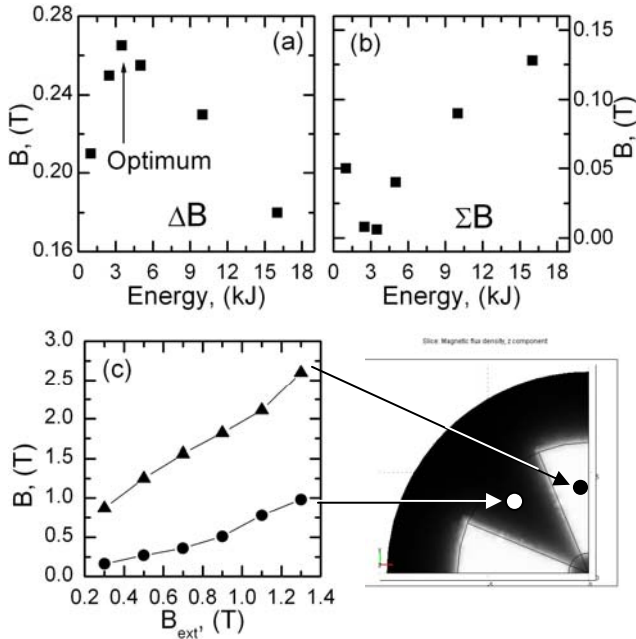 (a)
0.28
0.24
0.20
0.16
B, (T)
Optimum
ΔB
0 3 6 9 12 15 18
Energy, (kJ)
(b)
0.15
0.10
0.05
0.00
B, (T)
ΣB
0 3 6 9 12 15 18
Energy, (kJ)
(c)
3.0
2.5
2.0
1.5
1.0
0.5
0.0
B, (T)
0.2 0.4 0.6 0.8 1.0 1.2 1.4
Bext, (T)
Slice: Magnetic flux density, z component